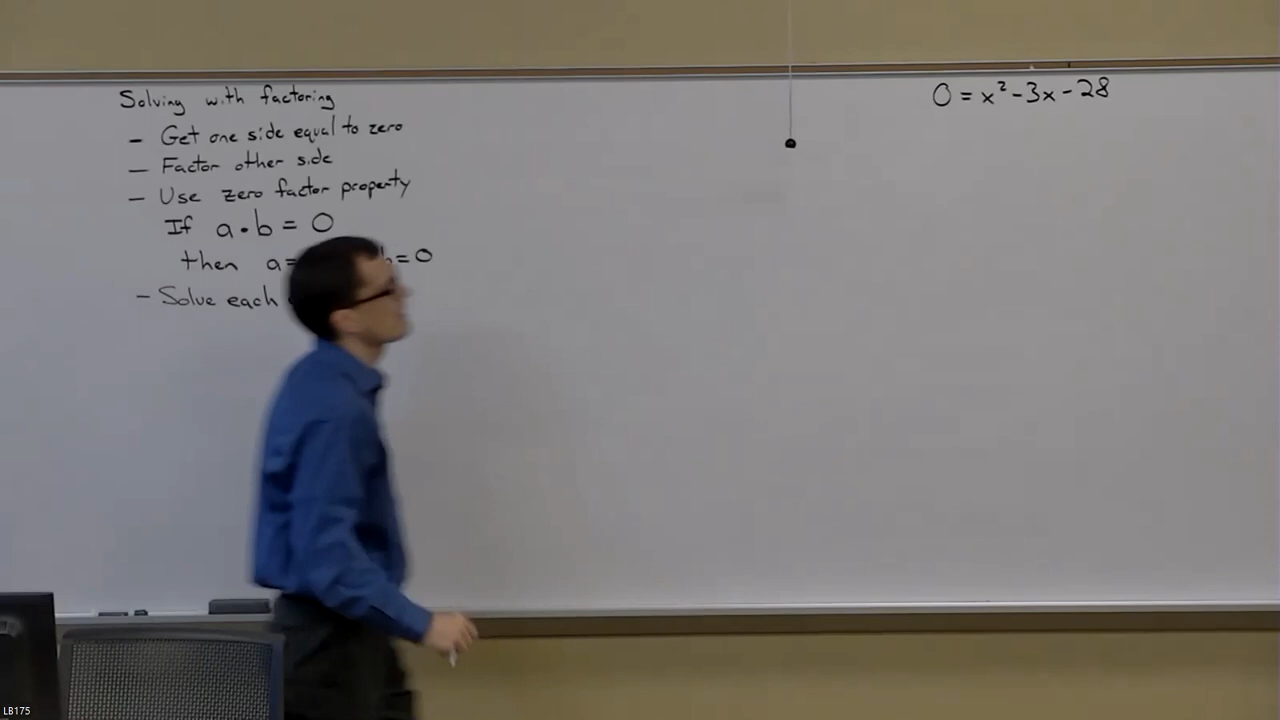 Solving with factoring
- Get one side equal to zero
- Factor other side
- Use zero factor property
If a · b = 0
then a= b=0
- Solve each
0 = x² - 3x - 28
LB175